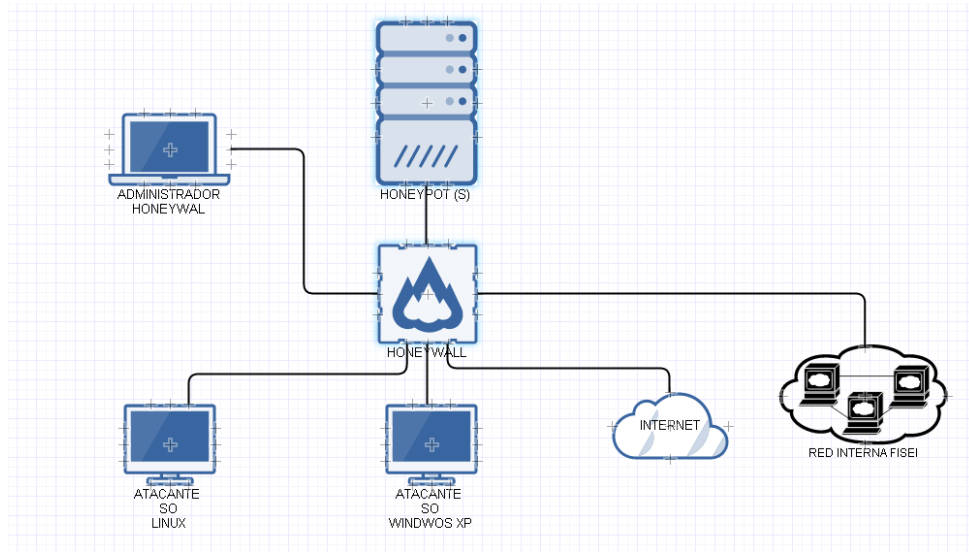 ADMINISTRADOR
HONEYWAL
HONEYPOT (S)
HONEYWALL
INTERNET
RED INTERNA FISEI
ATACANTE
SO
LINUX
ATACANTE
SO
WINDWOS XP